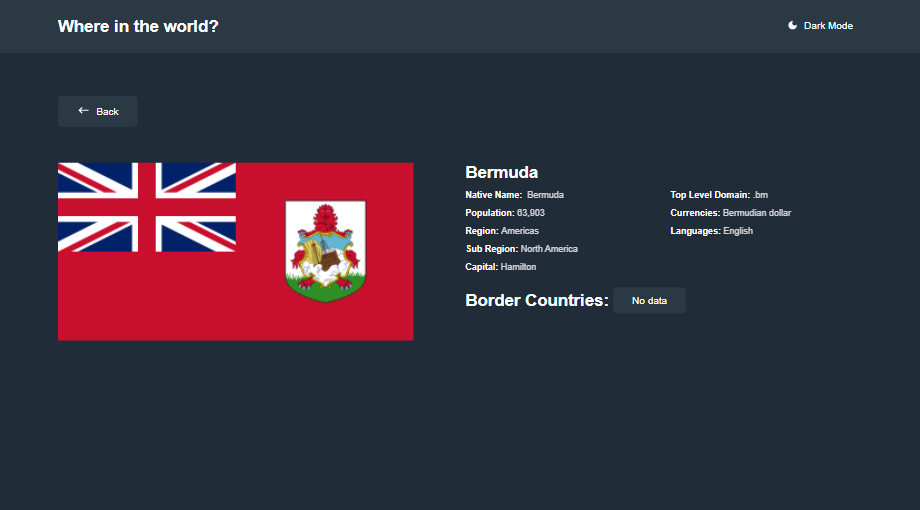 Where in the world?
Dark Mode
Back
Bermuda
Native Name: Bermuda
Population: 63,903
Region: Americas
Sub Region: North America
Capital: Hamilton
Top Level Domain: .bm
Currencies: Bermudian dollar
Languages: English
Border Countries: No data